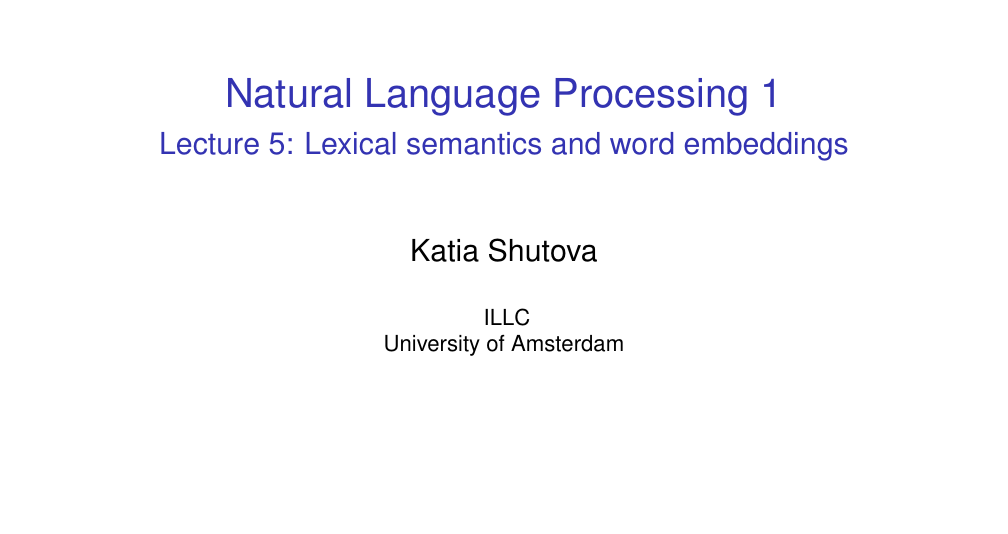 Natural Language Processing 1
Lecture 5: Lexical semantics and word embeddings
Katia Shutova
ILLC
University of Amsterdam